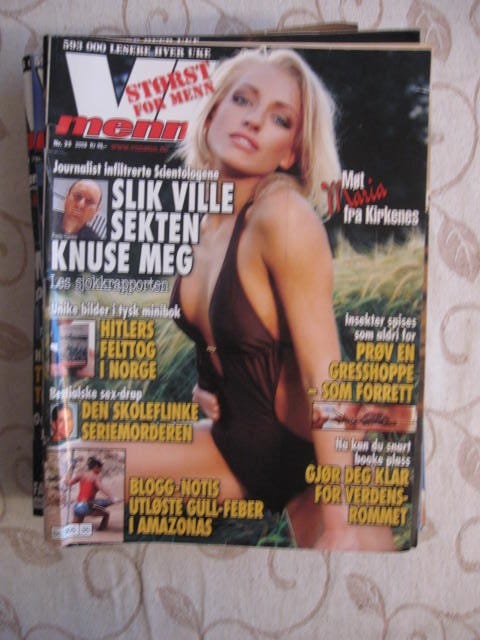 593 000 LESERE HVER UKE
Vi
STØRST
FOR MENN
menn
Journalist infiltrerte Scientologene
SLIK VILLE
SEKTEN
KNUSE MEG
Les sjokkrapporten
Møt
Maria
fra Kirkenes
Unike bilder i tysk minibok
HITLERS
FELTTOG
I NORGE
Bestialske sex-drap
DEN SKOLEFLINKE
SERIEMORDEREN
BLOGG-NOTIS
UTLØSTE GULL-FEBER
I AMAZONAS
Insekter spises
som aldri før
PRØV EN
GRESSHOPPE
– SOM FORRETT
Nå kan du snart
booke plass
GJØR DEG KLAR
FOR VERDENS-
ROMMET